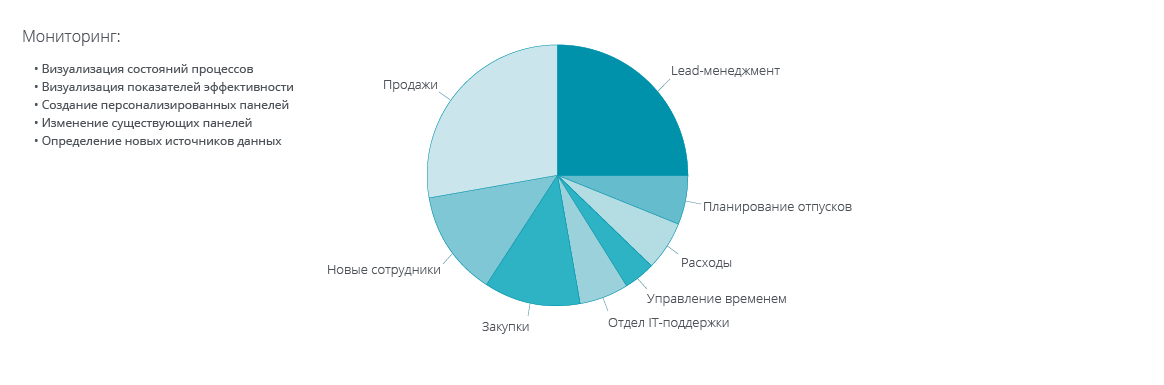 Мониторинг:
• Визуализация состояний процессов
• Визуализация показателей эффективности
• Создание персонализированных панелей
• Изменение существующих панелей
• Определение новых источников данных
Lead-менеджмент
Продажи
Планирование отпусков
Расходы
Новые сотрудники
Управление временем
Отдел IT-поддержки
Закупки